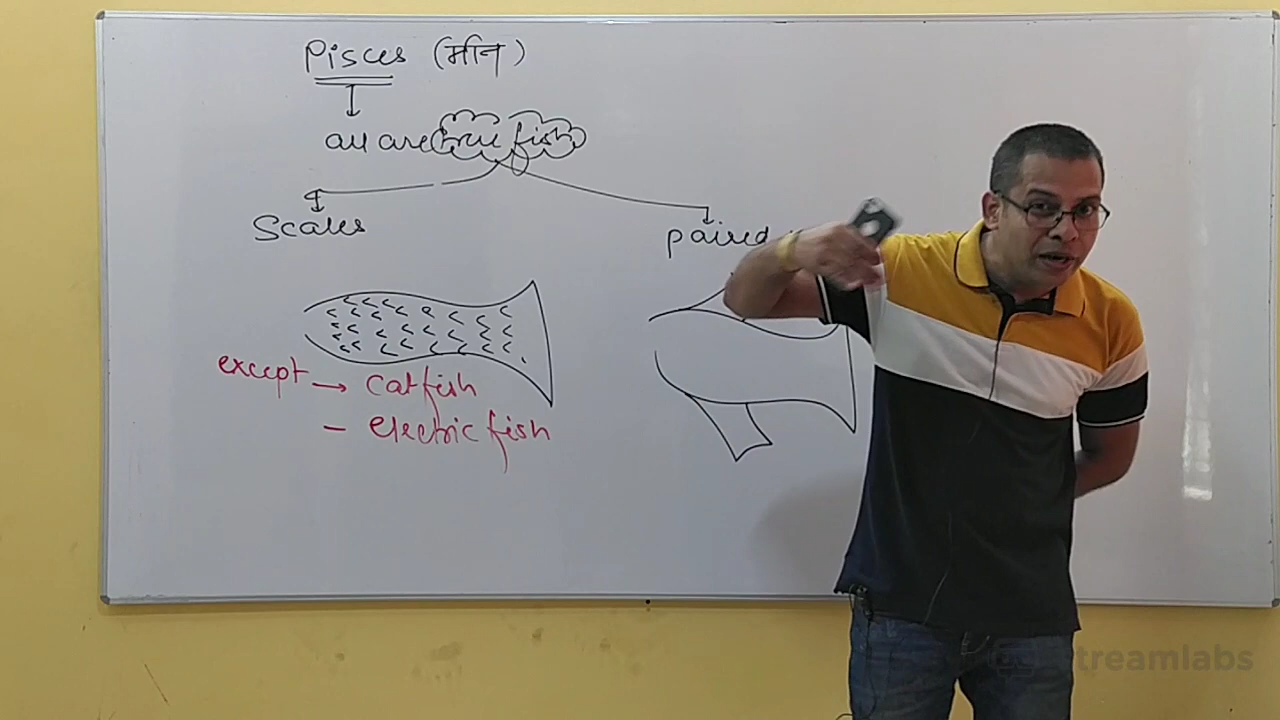 Pisces (मीन)
all are true fish
Scales
paired
except → Catfish
- Electric fish
treamlabs